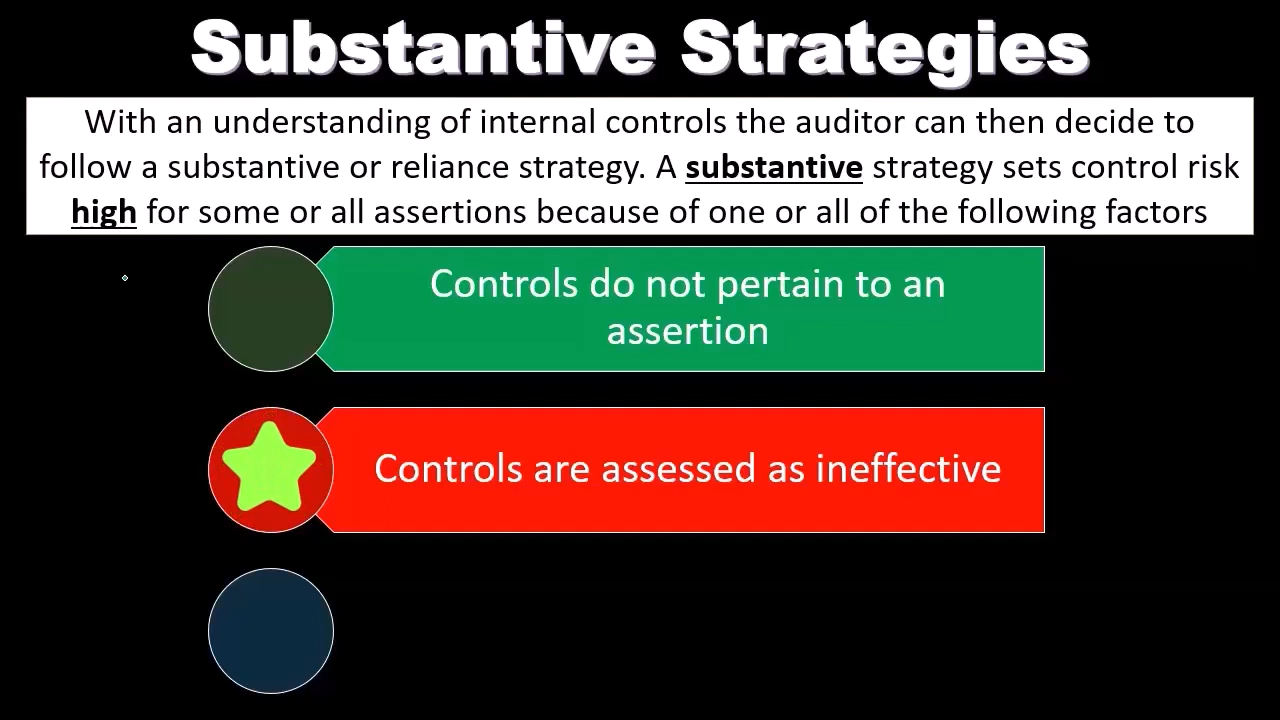 Substantive Strategies
With an understanding of internal controls the auditor can then decide to
follow a substantive or reliance strategy. A substantive strategy sets control risk
high for some or all assertions because of one or all of the following factors
Controls do not pertain to an
assertion
Controls are assessed as ineffective